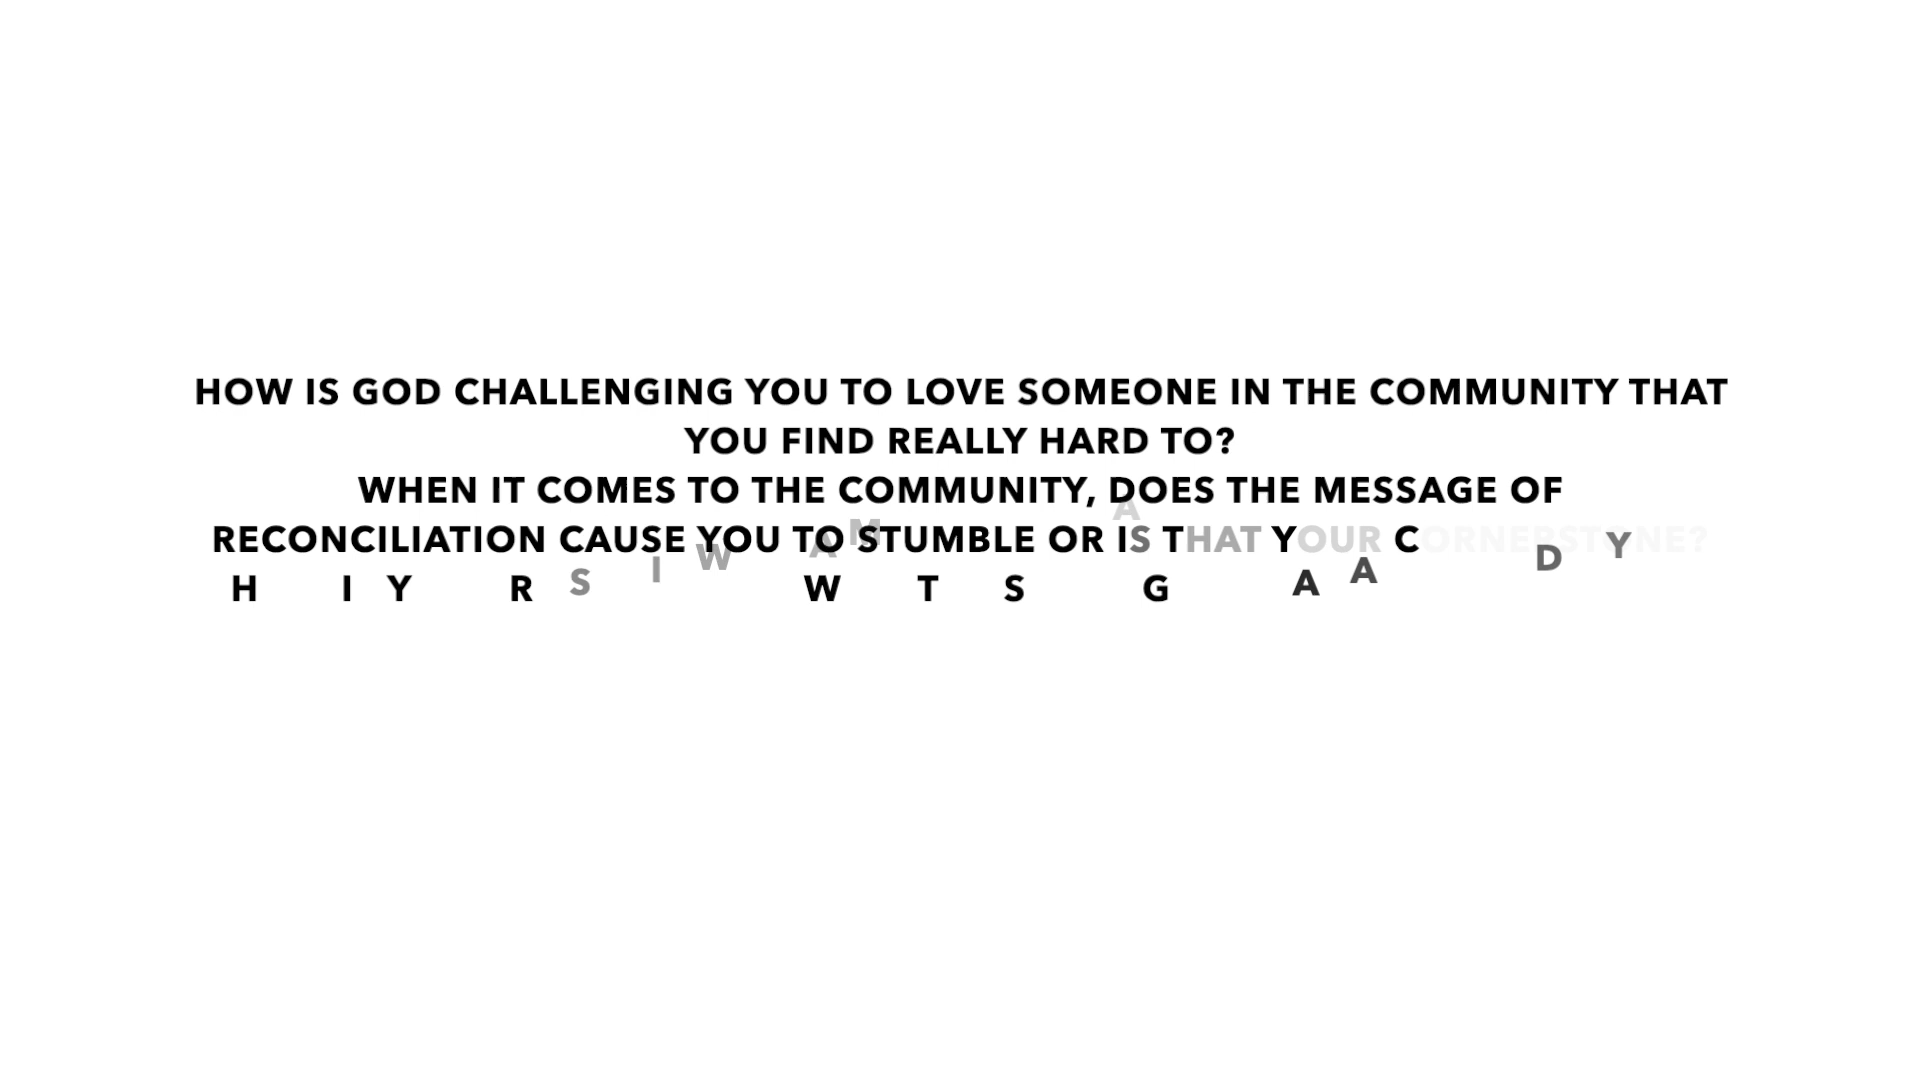 HOW IS GOD CHALLENGING YOU TO LOVE SOMEONE IN THE COMMUNITY THAT
YOU FIND REALLY HARD TO?
WHEN IT COMES TO THE COMMUNITY, DOES THE MESSAGE OF
RECONCILIATION CAUSE YOU TO STUMBLE OR IS THAT YOUR CORNERSTONE?
H I Y R S I W A M W T S A G A A D Y